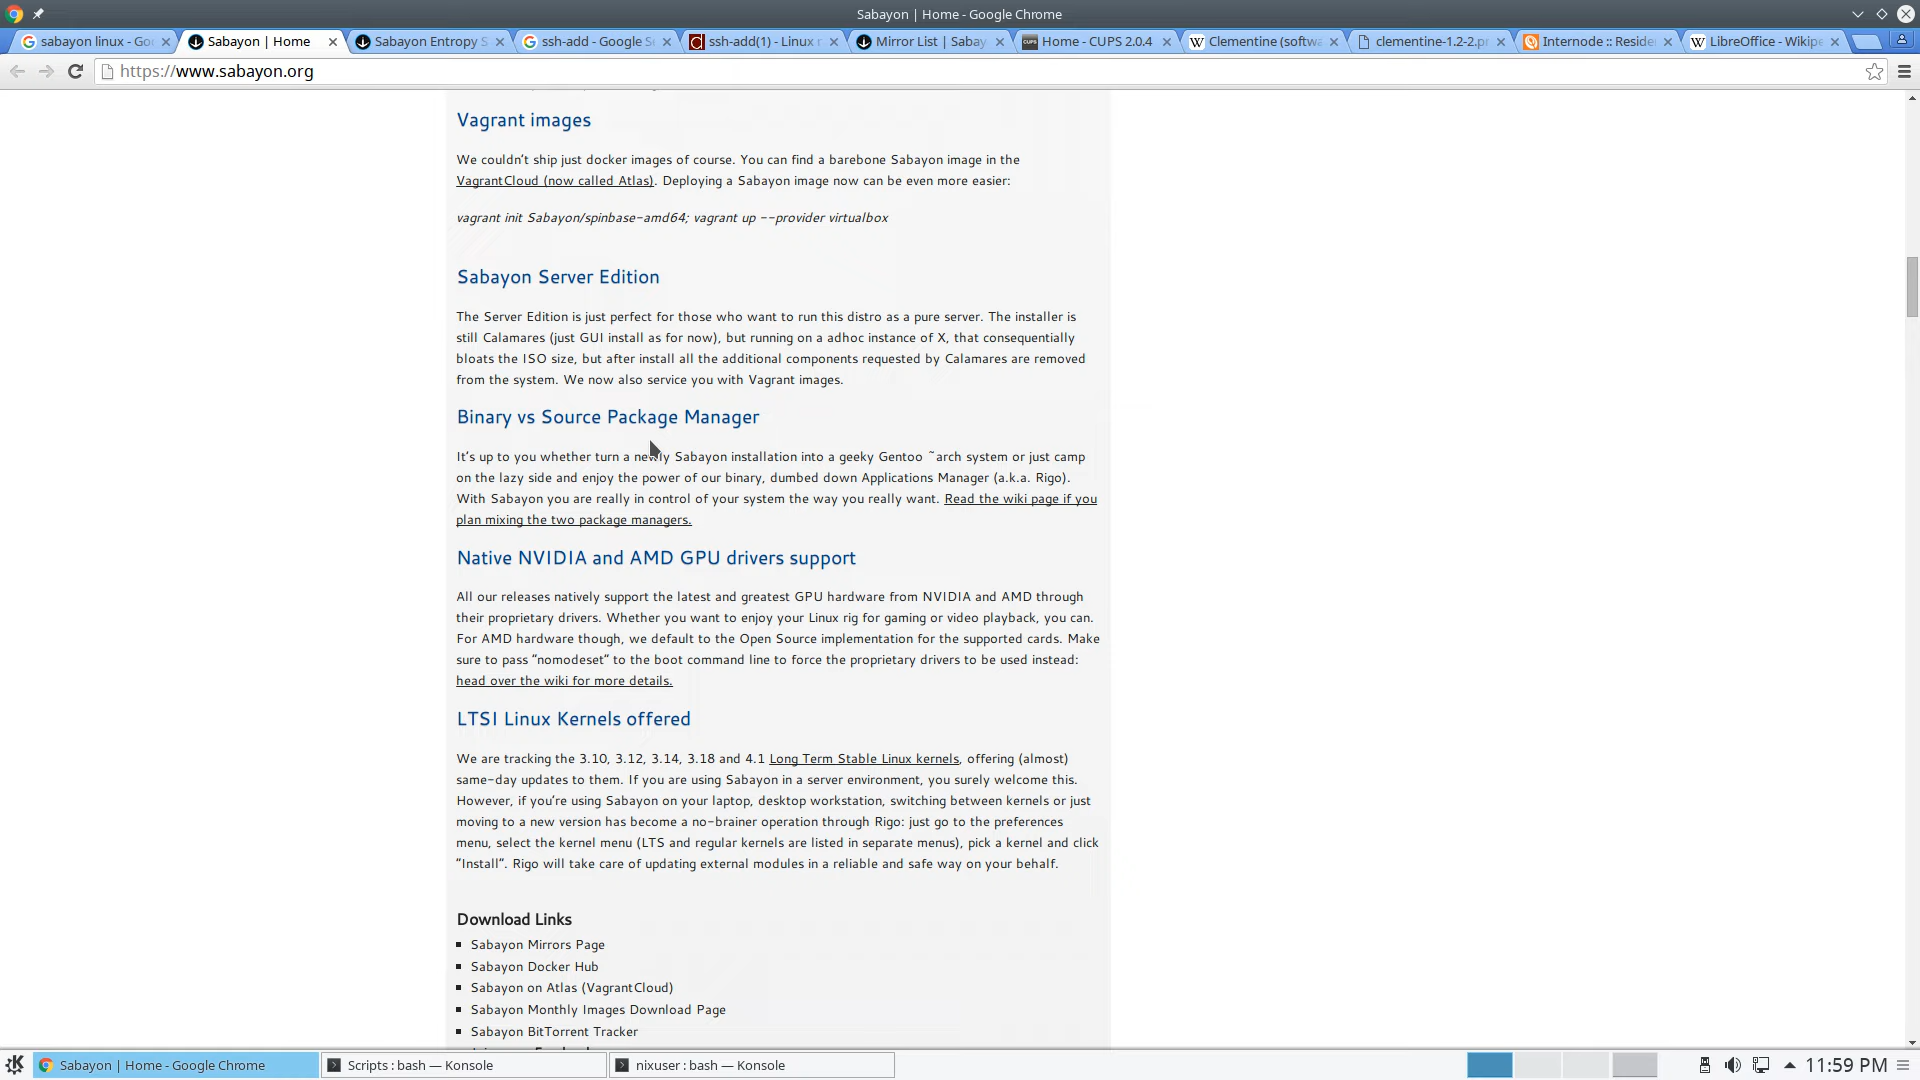 Sabayon | Home - Google Chrome
sabayon linux - Go
Sabayon | Home
Sabayon Entropy S
ssh-add - Google Se
ssh-add(1) - Linux
Mirror List | Sabay
Home - CUPS 2.0.4
Clementine (softw
clementine-1.2-2.p
Internode :: Reside
LibreOffice - Wikip
https://www.sabayon.org
Vagrant images
We couldn't ship just docker images of course. You can find a barebone Sabayon image in the
VagrantCloud (now called Atlas). Deploying a Sabayon image now can be even more easier:
vagrant init Sabayon/spinbase-amd64; vagrant up --provider virtualbox
Sabayon Server Edition
The Server Edition is just perfect for those who want to run this distro as a pure server. The installer is
still Calamares (just GUI install as for now), but running on a adhoc instance of X, that consequentially
bloats the ISO size, but after install all the additional components requested by Calamares are removed
from the system. We now also service you with Vagrant images.
Binary vs Source Package Manager
It's up to you whether turn a newly Sabayon installation into a geeky Gentoo ~arch system or just camp
on the lazy side and enjoy the power of our binary, dumbed down Applications Manager (a.k.a. Rigo).
With Sabayon you are really in control of your system the way you really want. Read the wiki page if you
plan mixing the two package managers.
Native NVIDIA and AMD GPU drivers support
All our releases natively support the latest and greatest GPU hardware from NVIDIA and AMD through
their proprietary drivers. Whether you want to enjoy your Linux rig for gaming or video playback, you can.
For AMD hardware though, we default to the Open Source implementation for the supported cards. Make
sure to pass "nomodeset" to the boot command line to force the proprietary drivers to be used instead:
head over the wiki for more details.
LTSI Linux Kernels offered
We are tracking the 3.10, 3.12, 3.14, 3.18 and 4.1 Long Term Stable Linux kernels, offering (almost)
same-day updates to them. If you are using Sabayon in a server environment, you surely welcome this.
However, if you're using Sabayon on your laptop, desktop workstation, switching between kernels or just
moving to a new version has become a no-brainer operation through Rigo: just go to the preferences
menu, select the kernel menu (LTS and regular kernels are listed in separate menus), pick a kernel and click
"Install". Rigo will take care of updating external modules in a reliable and safe way on your behalf.
Download Links
Sabayon Mirrors Page
Sabayon Docker Hub
Sabayon on Atlas (VagrantCloud)
Sabayon Monthly Images Download Page
Sabayon BitTorrent Tracker
Sabayon | Home - Google Chrome
Scripts : bash — Konsole
nixuser : bash — Konsole
11:59 PM